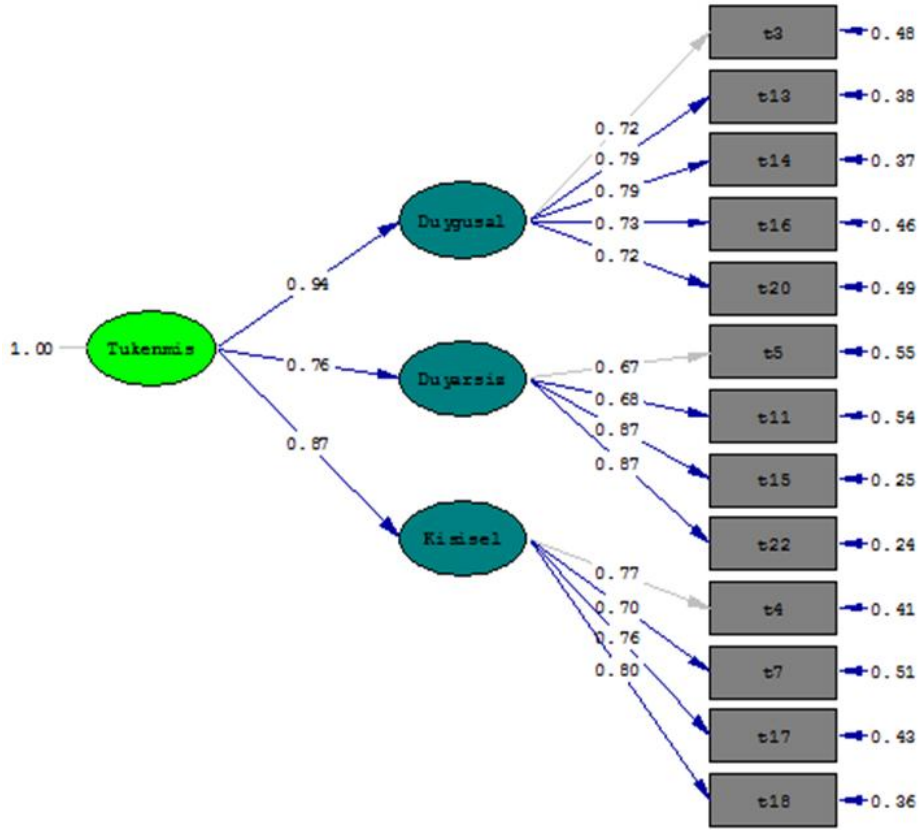 t3
0.48
t13
0.38
0.72
0.79
t14
0.37
0.79
Duygusal
0.73
t16
0.46
0.72
0.94
t20
0.49
1.00
Tukenmis
0.76
t5
0.55
0.67
Duyarsiz
0.68
t11
0.54
0.87
0.87
0.87
t15
0.25
Kisisel
t22
0.24
0.77
0.70
t4
0.41
0.76
0.80
t7
0.51
t17
0.43
t18
0.36